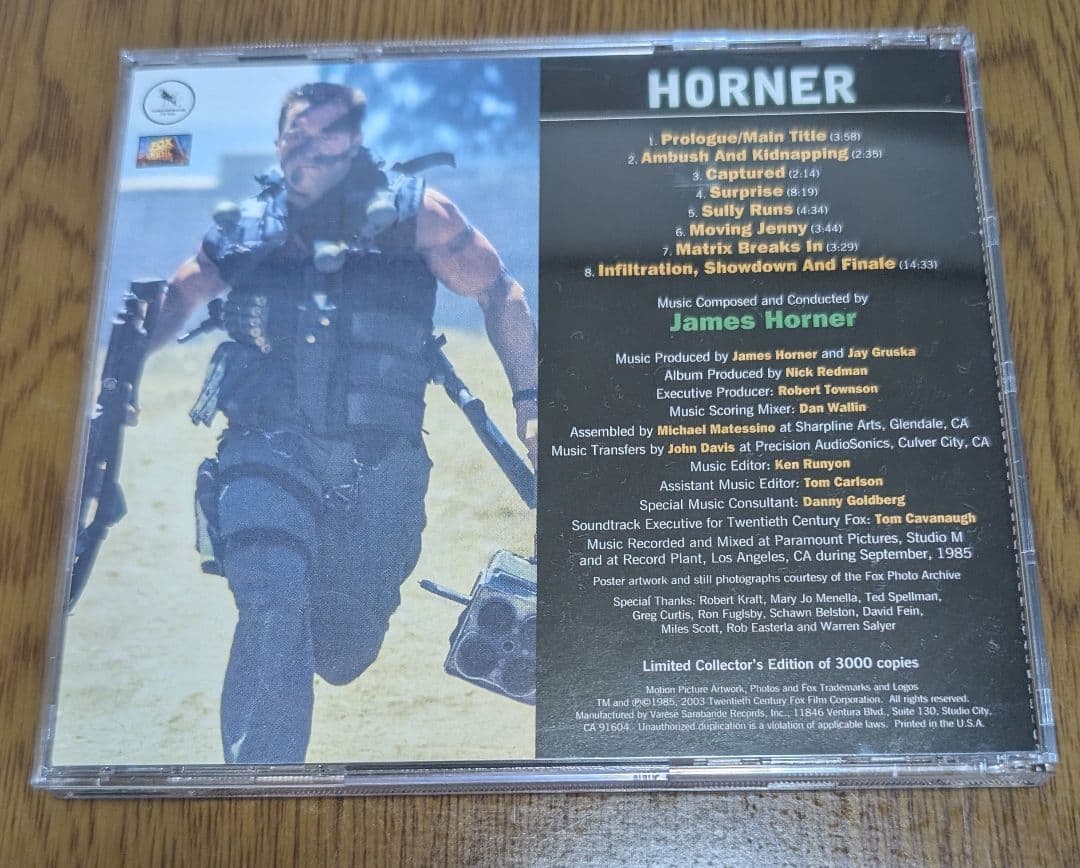 HORNER
1. Prologue/Main Title (3:58)
2. Ambush And Kidnapping (2:35)
3. Captured (2:14)
4. Surprise (8:19)
5. Sully Runs (4:34)
6. Moving Jenny (3:44)
7. Matrix Breaks In (3:29)
8. Infiltration, Showdown And Finale (14:33)
Music Composed and Conducted by
James Horner
Music Produced by James Horner and Jay Gruska
Album Produced by Nick Redman
Executive Producer: Robert Townson
Music Scoring Mixer: Dan Wallin
Assembled by Michael Matessino at Sharpline Arts, Glendale, CA
Music Transfers by John Davis at Precision AudioSonics, Culver City, CA
Music Editor: Ken Runyon
Assistant Music Editor: Tom Carlson
Special Music Consultant: Danny Goldberg
Soundtrack Executive for Twentieth Century Fox: Tom Cavanaugh
Music Recorded and Mixed at Paramount Pictures, Studio M
and at Record Plant, Los Angeles, CA during September, 1985
Poster artwork and still photographs courtesy of the Fox Photo Archive
Special Thanks: Robert Kraft, Mary Jo Menella, Ted Spellman,
Greg Curtis, Ron Fuglsby, Schawn Belston, David Fein,
Miles Scott, Rob Easterla and Warren Salyer
Limited Collector's Edition of 3000 copies
Motion Picture Artwork, Photos and Fox Trademarks and Logos
TM and ℗©1985, 2003 Twentieth Century Fox Film Corporation. All rights reserved.
Manufactured by Varèse Sarabande Records, Inc., 11846 Ventura Blvd., Suite 130, Studio City,
CA 91604. Unauthorized duplication is a violation of applicable laws. Printed in the U.S.A.